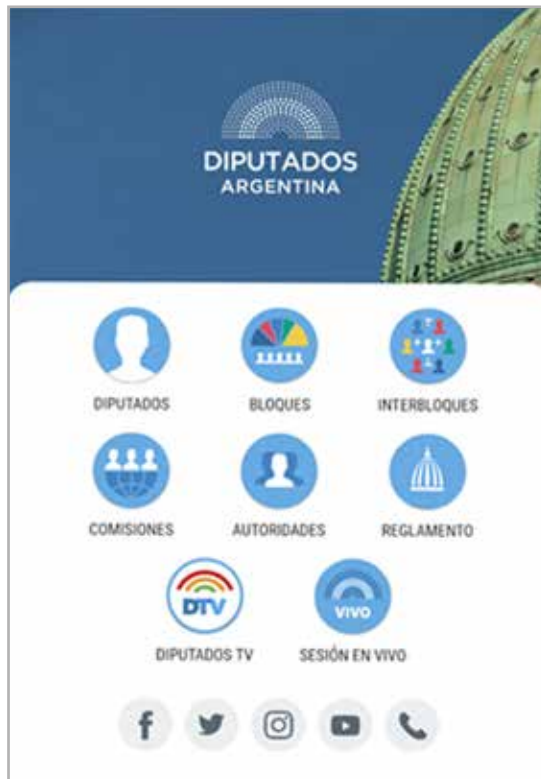 DIPUTADOS
ARGENTINA
DIPUTADOS
BLOQUES
INTERBLOQUES
COMISIONES
AUTORIDADES
REGLAMENTO
DTV
VIVO
DIPUTADOS TV
SESIÓN EN VIVO